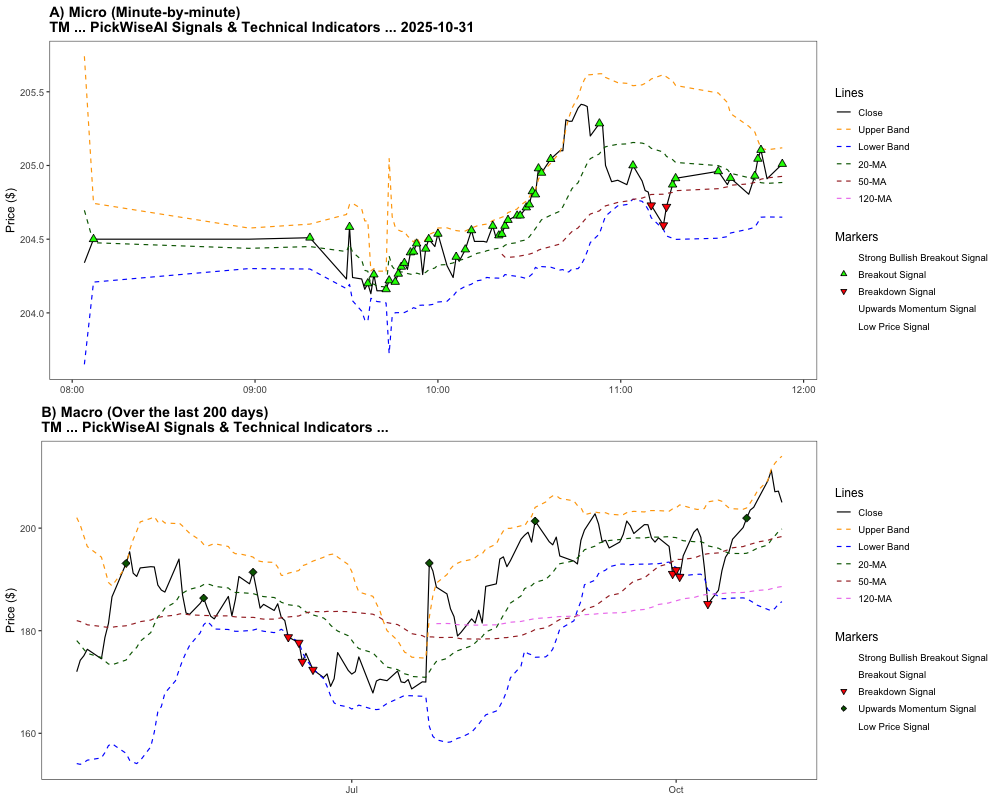 A) Micro (Minute-by-minute)
TM ... PickWiseAI Signals & Technical Indicators ... 2025-10-31
Price ($)
205.5
205.0
204.5
204.0
08:00
09:00
10:00
11:00
12:00
Lines
Close
Upper Band
Lower Band
20-MA
50-MA
120-MA
Markers
Strong Bullish Breakout Signal
Breakout Signal
Breakdown Signal
Upwards Momentum Signal
Low Price Signal
B) Macro (Over the last 200 days)
TM ... PickWiseAI Signals & Technical Indicators ...
Price ($)
200
180
160
Jul
Oct
Lines
Close
Upper Band
Lower Band
20-MA
50-MA
120-MA
Markers
Strong Bullish Breakout Signal
Breakout Signal
Breakdown Signal
Upwards Momentum Signal
Low Price Signal